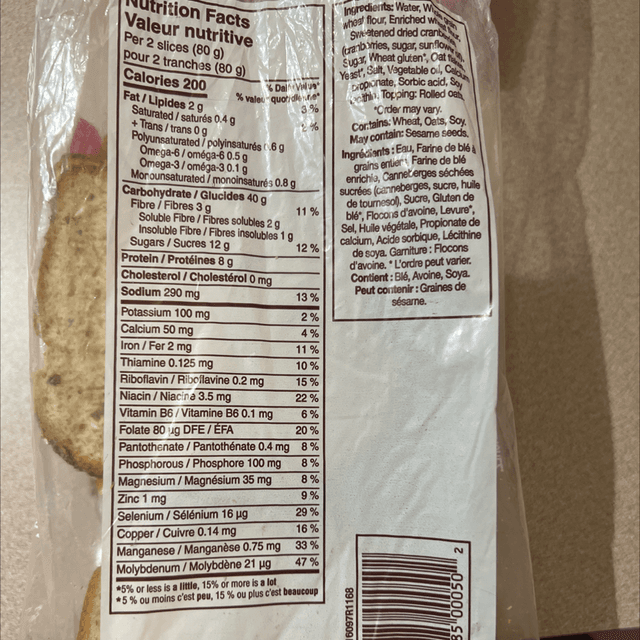 Nutrition Facts
Valeur nutritive
Per 2 slices (80 g)
pour 2 tranches (80 g)
Calories 200
% Daily Value*
% valeur quotidienne*
Fat / Lipides 2 g 3 %
Saturated / saturés 0.4 g
+ Trans / trans 0 g 2 %
Polyunsaturated / polyinsaturés 0.6 g
Omega-6 / oméga-6 0.5 g
Omega-3 / oméga-3 0.1 g
Monounsaturated / monoinsaturés 0.8 g
Carbohydrate / Glucides 40 g
Fibre / Fibres 3 g 11 %
Soluble Fibre / Fibres solubles 2 g
Insoluble Fibre / Fibres insolubles 1 g
Sugars / Sucres 12 g 12 %
Protein / Protéines 8 g
Cholesterol / Cholestérol 0 mg
Sodium 290 mg 13 %
Potassium 100 mg 2 %
Calcium 50 mg 4 %
Iron / Fer 2 mg 11 %
Thiamine 0.125 mg 10 %
Riboflavin / Riboflavine 0.2 mg 15 %
Niacin / Niacine 3.5 mg 22 %
Vitamin B6 / Vitamine B6 0.1 mg 6 %
Folate 80 µg DFE / ÉFA 20 %
Pantothenate / Pantothénate 0.4 mg 8 %
Phosphorous / Phosphore 100 mg 8 %
Magnesium / Magnésium 35 mg 8 %
Zinc 1 mg 9 %
Selenium / Sélénium 16 µg 29 %
Copper / Cuivre 0.14 mg 16 %
Manganese / Manganèse 0.75 mg 33 %
Molybdenum / Molybdène 21 µg 47 %
*5% or less is a little, 15% or more is a lot
*5 % ou moins c'est peu, 15 % ou plus c'est beaucoup
Ingredients: Water,
wheat flour, Enriched
Sweetened dried
(cranberries, sugar,
Sugar, Wheat gluten*, Oat
Yeast*, Salt, Vegetable oil, Calcium
propionate, Sorbic acid, Soy
lecithin, Topping: Rolled oats.
*Order may vary.
Contains: Wheat, Oats, Soy.
May contain: Sesame seeds.
Ingrédients : Eau, Farine de blé à
grains entiers, Farine de blé
enrichie, Canneberges séchées
sucrées (canneberges, sucre, huile
de tournesol), Sucre, Gluten de
blé*, Flocons d'avoine, Levure*,
Sel, Huile végétale, Propionate de
calcium, Acide sorbique, Lécithine
de soya. Garniture : Flocons
d'avoine. * L'ordre peut varier.
Contient : Blé, Avoine, Soya.
Peut contenir : Graines de
sésame.
6097R1168
85 00050 2